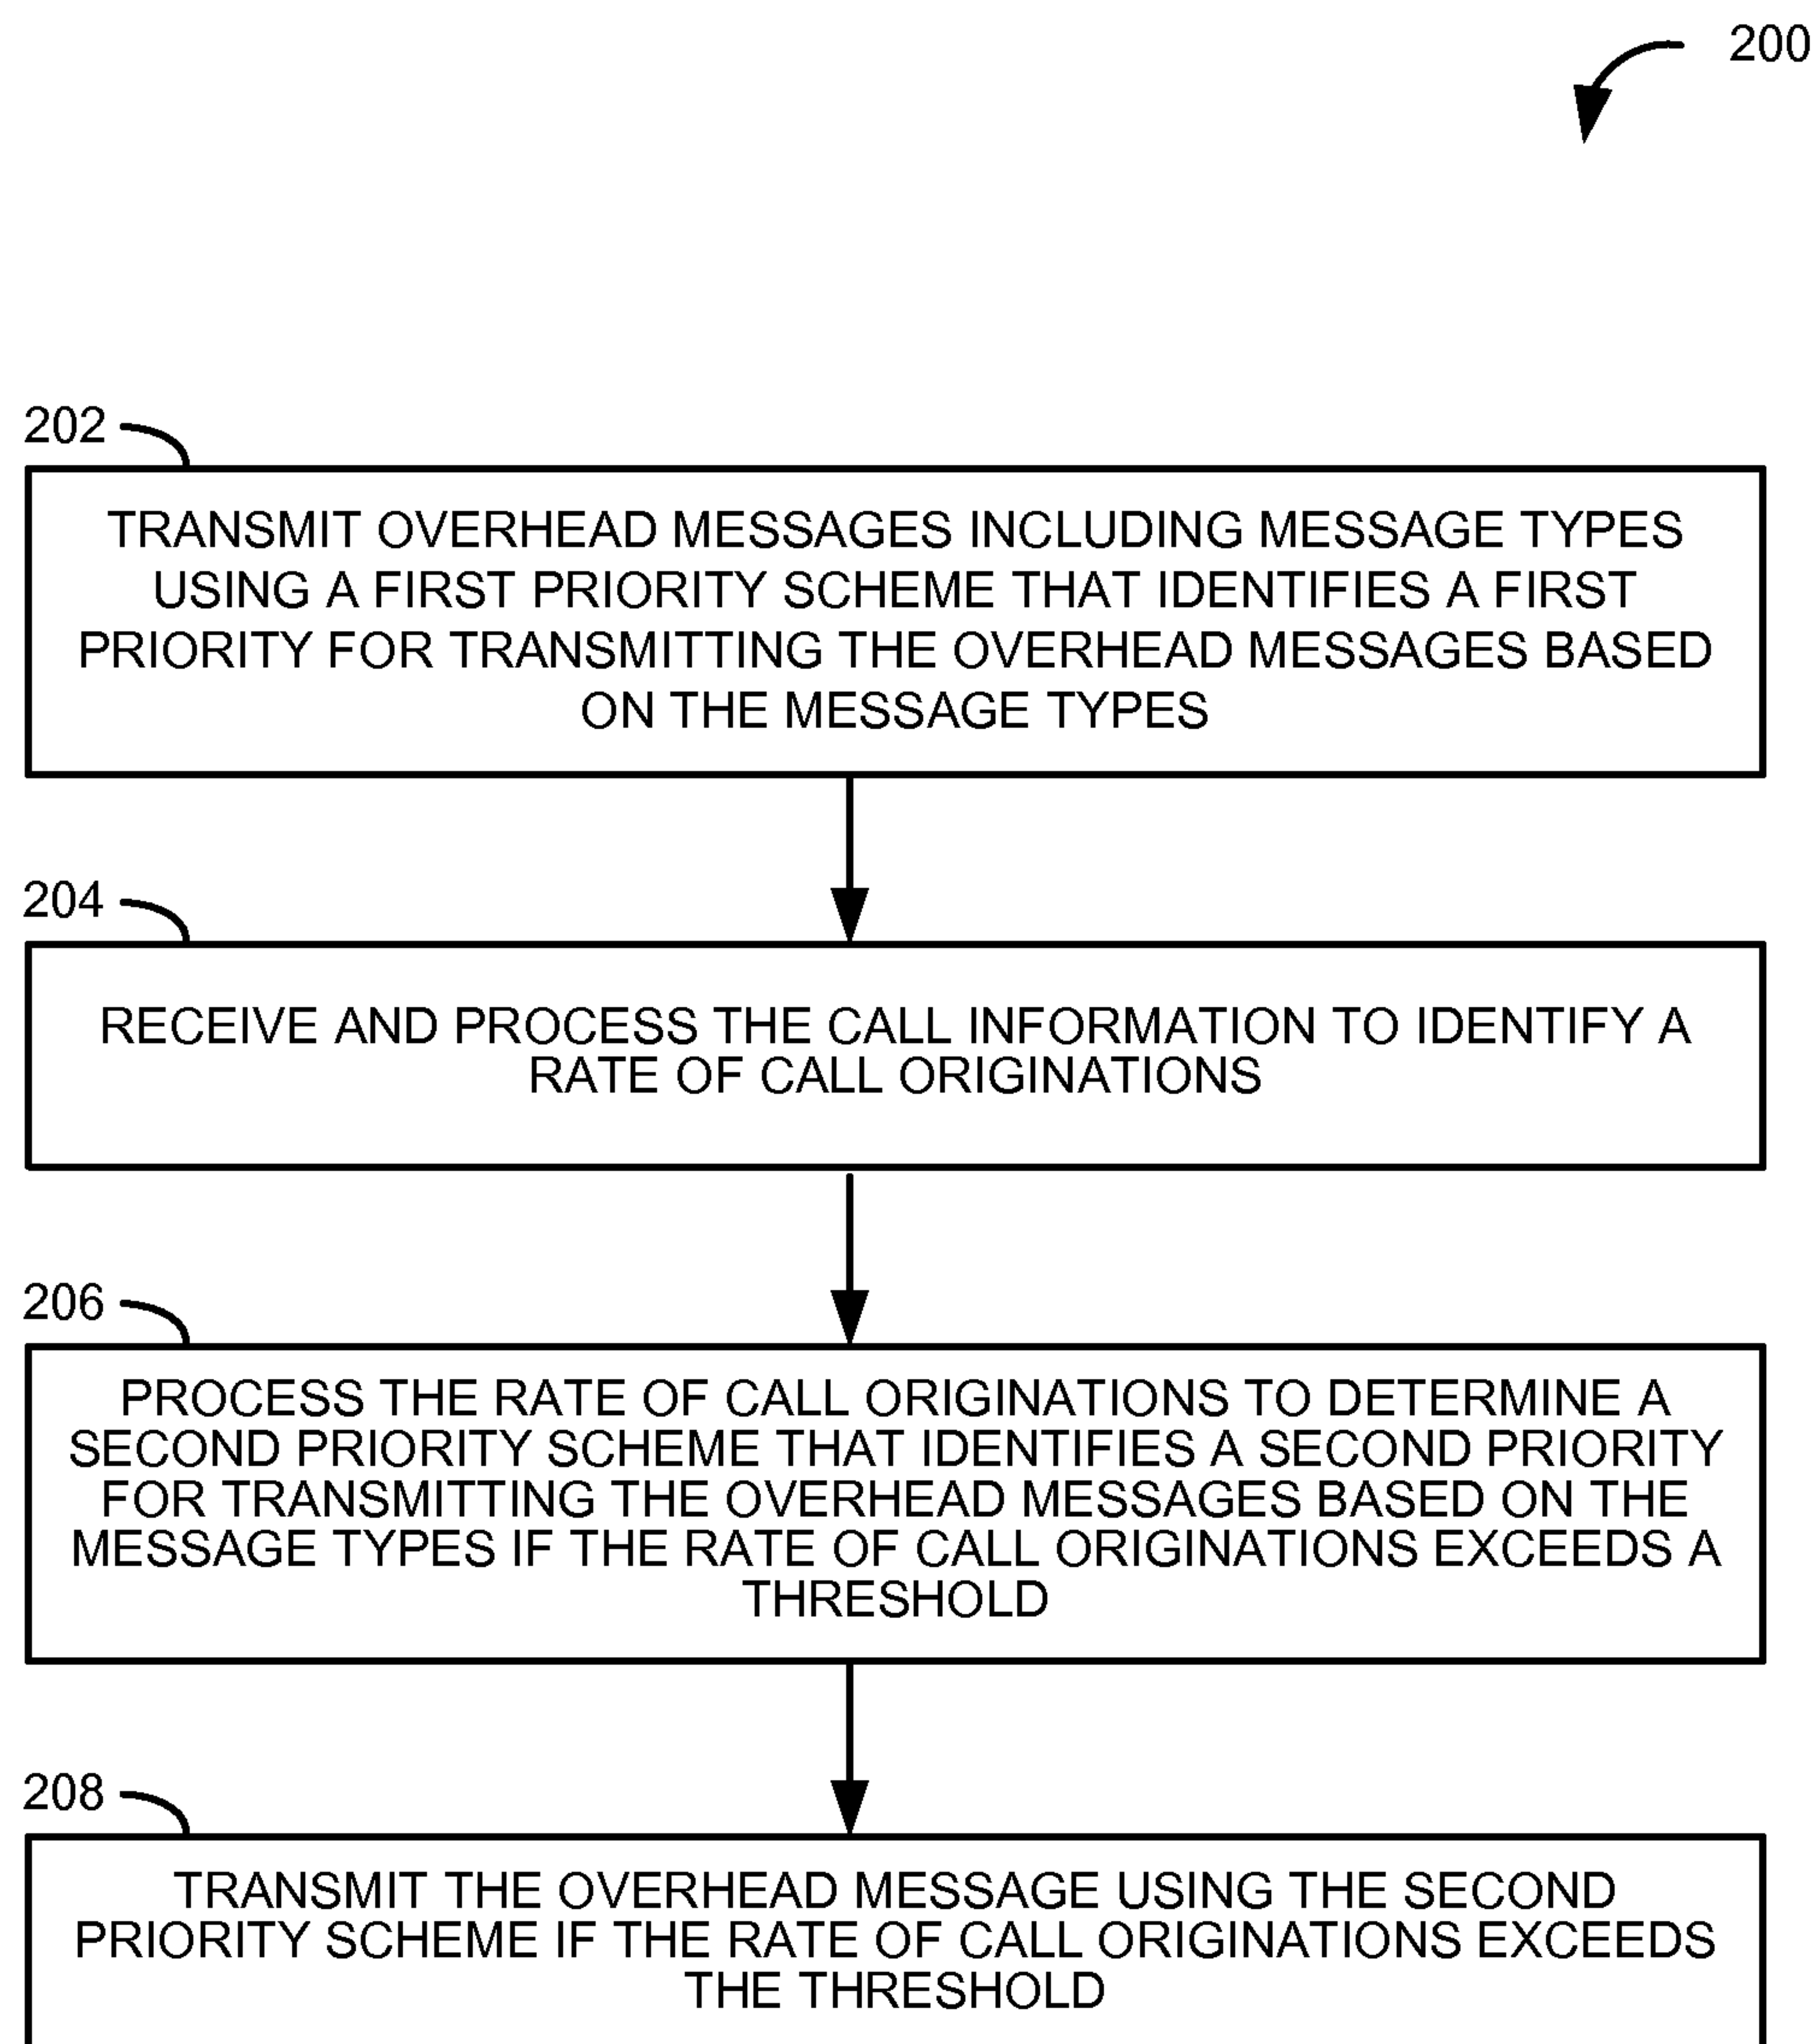 200
202
TRANSMIT OVERHEAD MESSAGES INCLUDING MESSAGE TYPES
USING A FIRST PRIORITY SCHEME THAT IDENTIFIES A FIRST
PRIORITY FOR TRANSMITTING THE OVERHEAD MESSAGES BASED
ON THE MESSAGE TYPES
204
RECEIVE AND PROCESS THE CALL INFORMATION TO IDENTIFY A
RATE OF CALL ORIGINATIONS
206
PROCESS THE RATE OF CALL ORIGINATIONS TO DETERMINE A
SECOND PRIORITY SCHEME THAT IDENTIFIES A SECOND PRIORITY
FOR TRANSMITTING THE OVERHEAD MESSAGES BASED ON THE
MESSAGE TYPES IF THE RATE OF CALL ORIGINATIONS EXCEEDS A
THRESHOLD
208
TRANSMIT THE OVERHEAD MESSAGE USING THE SECOND
PRIORITY SCHEME IF THE RATE OF CALL ORIGINATIONS EXCEEDS
THE THRESHOLD